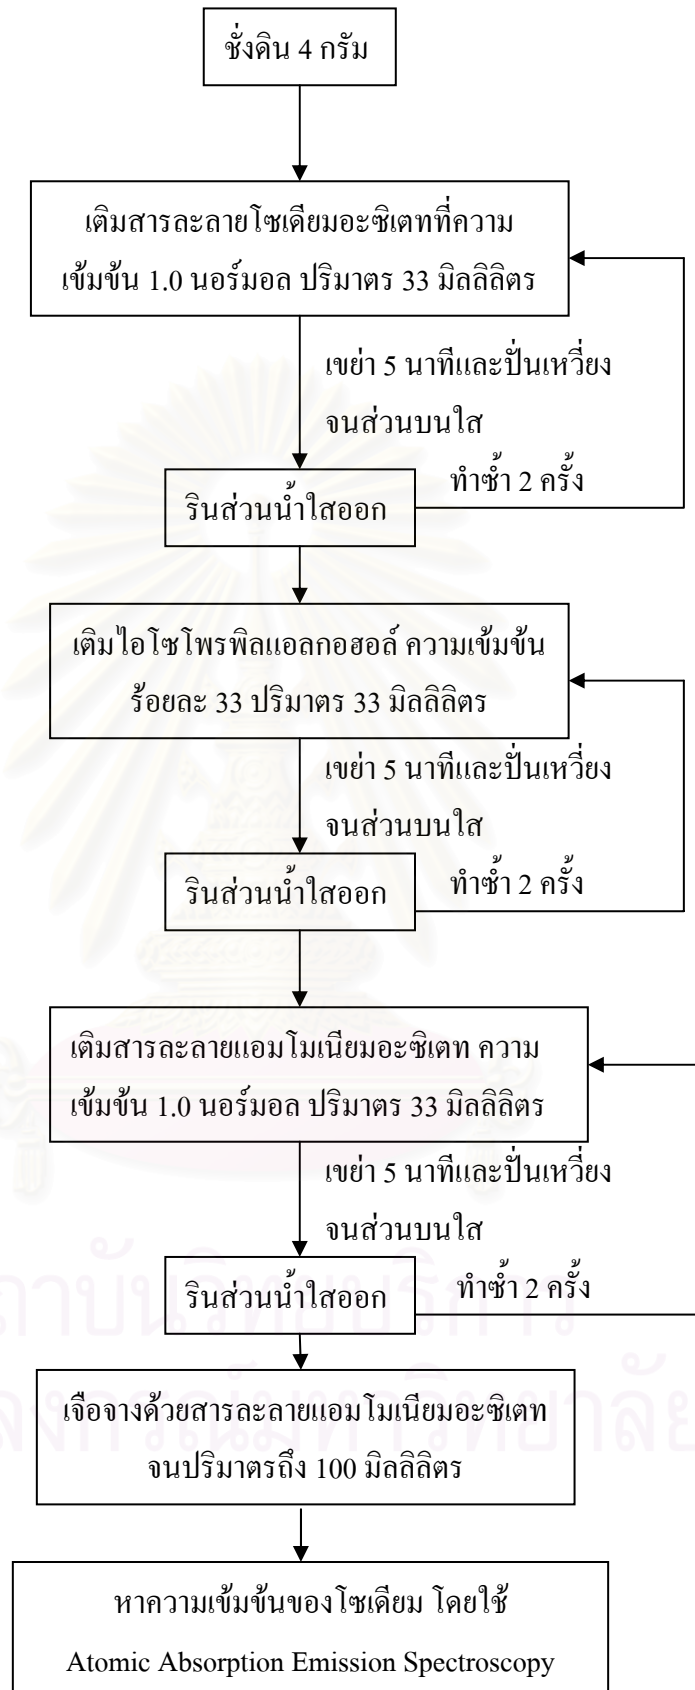 ชั่งดิน 4 กรัม
เติมสารละลายโซเดียมอะซิเตทที่ความ
เข้มข้น 1.0 นอร์มอล ปริมาตร 33 มิลลิลิตร
เขย่า 5 นาทีและปั่นเหวี่ยง
จนส่วนบนใส
ทำซ้ำ 2 ครั้ง
รินส่วนน้ำใสออก
เติมไอโซโพรพิลแอลกอฮอล์ ความเข้มข้น
ร้อยละ 33 ปริมาตร 33 มิลลิลิตร
เขย่า 5 นาทีและปั่นเหวี่ยง
จนส่วนบนใส
ทำซ้ำ 2 ครั้ง
รินส่วนน้ำใสออก
เติมสารละลายแอมโมเนียมอะซิเตท ความ
เข้มข้น 1.0 นอร์มอล ปริมาตร 33 มิลลิลิตร
เขย่า 5 นาทีและปั่นเหวี่ยง
จนส่วนบนใส
ทำซ้ำ 2 ครั้ง
รินส่วนน้ำใสออก
เจือจางด้วยสารละลายแอมโมเนียมอะซิเตท
จนปริมาตรถึง 100 มิลลิลิตร
หาความเข้มข้นของโซเดียม โดยใช้
Atomic Absorption Emission Spectroscopy